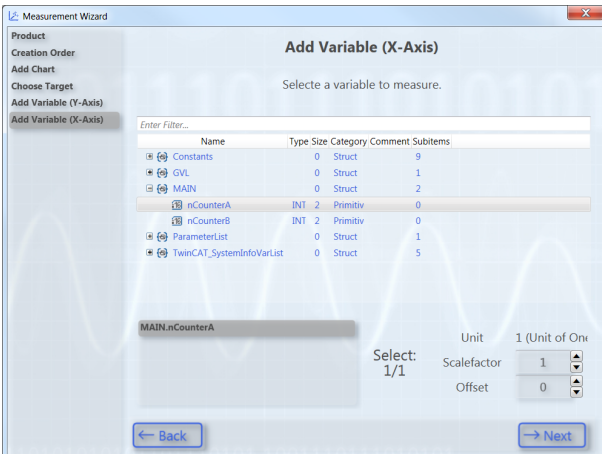 Measurement Wizard
Product
Creation Order
Add Chart
Choose Target
Add Variable (Y-Axis)
Add Variable (X-Axis)
Add Variable (X-Axis)
Selecte a variable to measure.
Enter Filter...
Name Type Size Category Comment Subitems
Constants 0 Struct 9
GVL 0 Struct 1
MAIN 0 Struct 2
nCounterA INT 2 Primitiv 0
nCounterB INT 2 Primitiv 0
ParameterList 0 Struct 1
TwinCAT_SystemInfoVarList 0 Struct 5
MAIN.nCounterA
Select:
1/1
Unit 1 (Unit of One
Scalefactor 1
Offset 0
← Back
→ Next